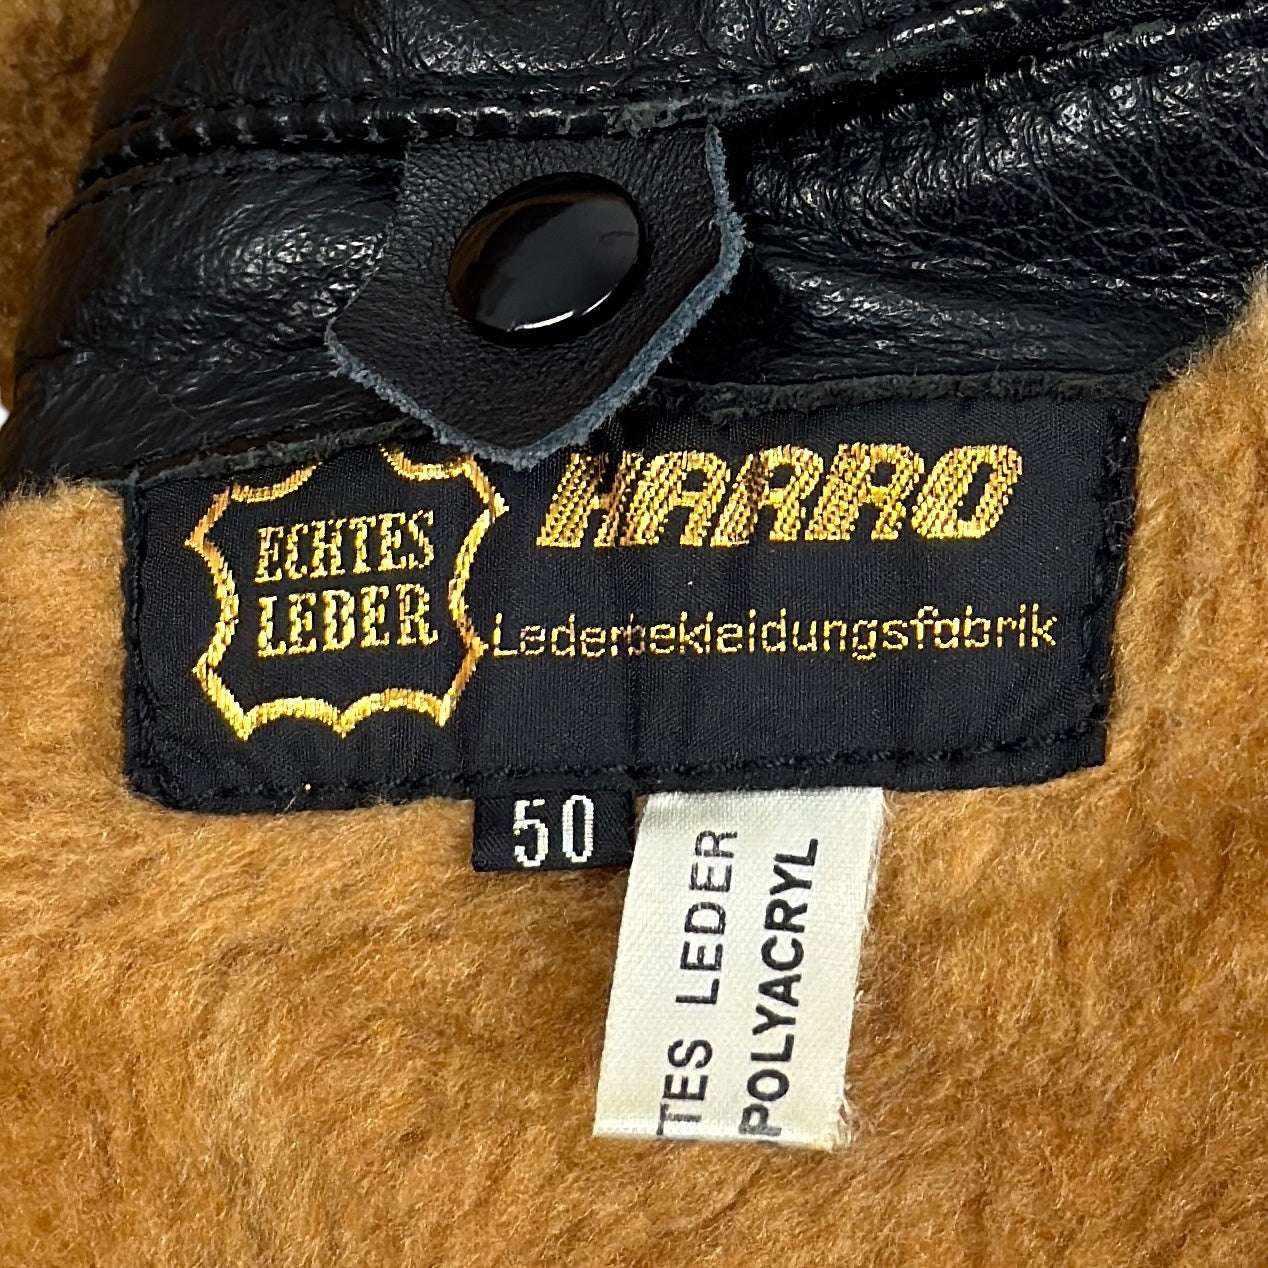 ECHTES
LEDER
HARRO
Lederbekleidungsfabrik
50
TES LEDER
POLYACRYL